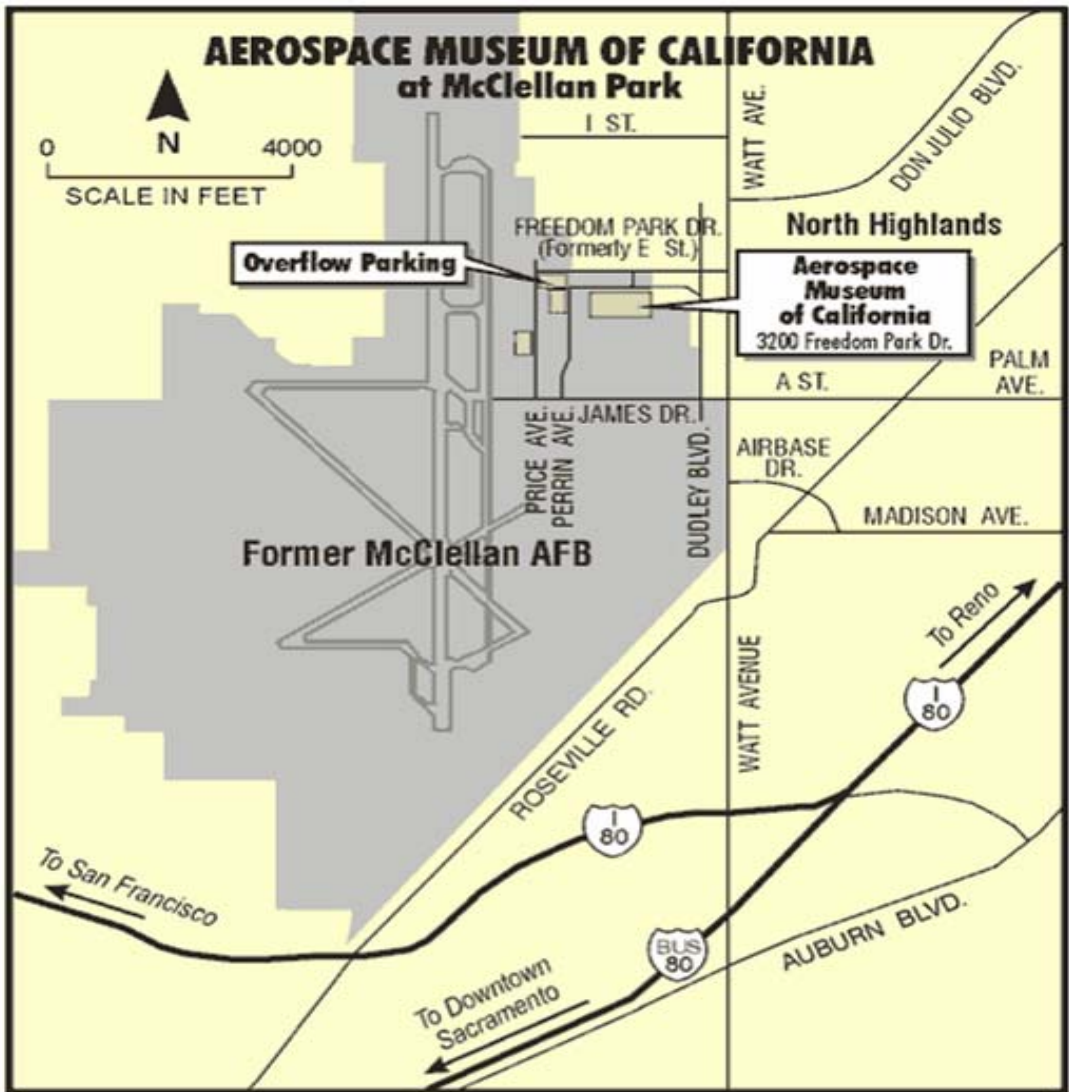 AEROSPACE MUSEUM OF CALIFORNIA
at McClellan Park
N
0 4000
SCALE IN FEET
I ST.
WATT AVE.
DON JULIO BLVD.
North Highlands
FREEDOM PARK DR.
(Formerly E St.)
Overflow Parking
Aerospace
Museum
of California
3200 Freedom Park Dr.
PALM
AVE.
A ST.
JAMES DR.
PRICE AVE.
PERRIN AVE.
DUDLEY BLVD.
AIRBASE
DR.
MADISON AVE.
Former McClellan AFB
To Reno
I
80
WATT AVENUE
ROSEVILLE RD.
I
80
To San Francisco
BUS
80
AUBURN BLVD.
To Downtown
Sacramento